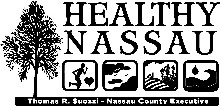 HEALTHY
NASSAU
Thomas R. Suozzi - Nassau County Executive